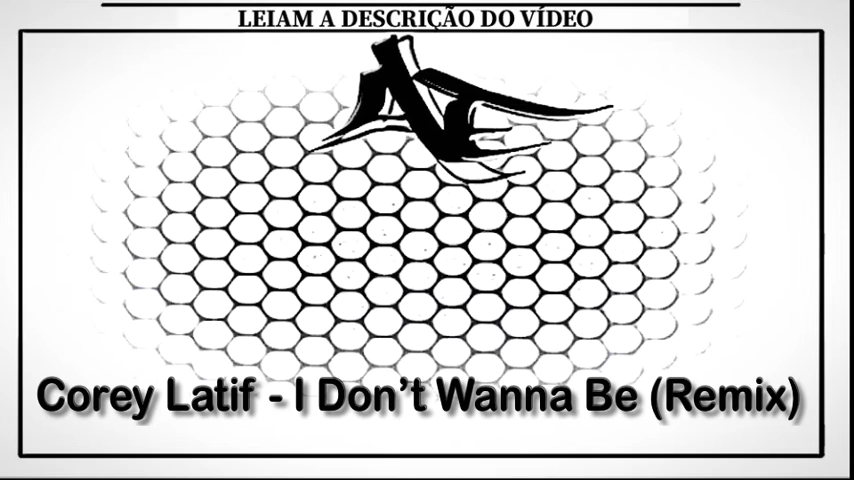 LEIAM A DESCRIÇÃO DO VÍDEO
Corey Latif - I Don't Wanna Be (Remix)